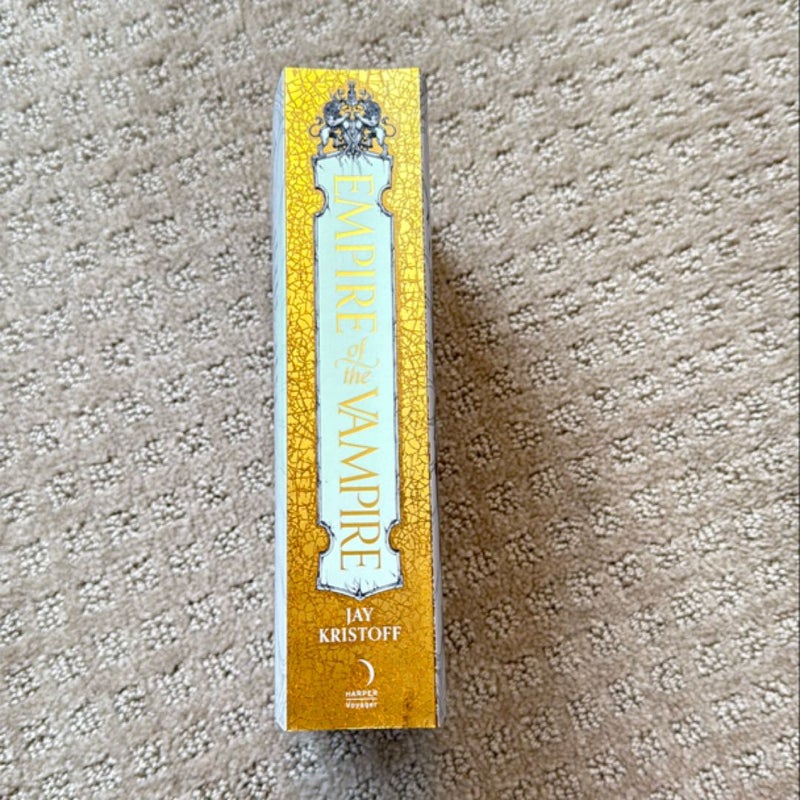 EMPIRE of the VAMPIRE
JAY
KRISTOFF
HARPER
Voyager